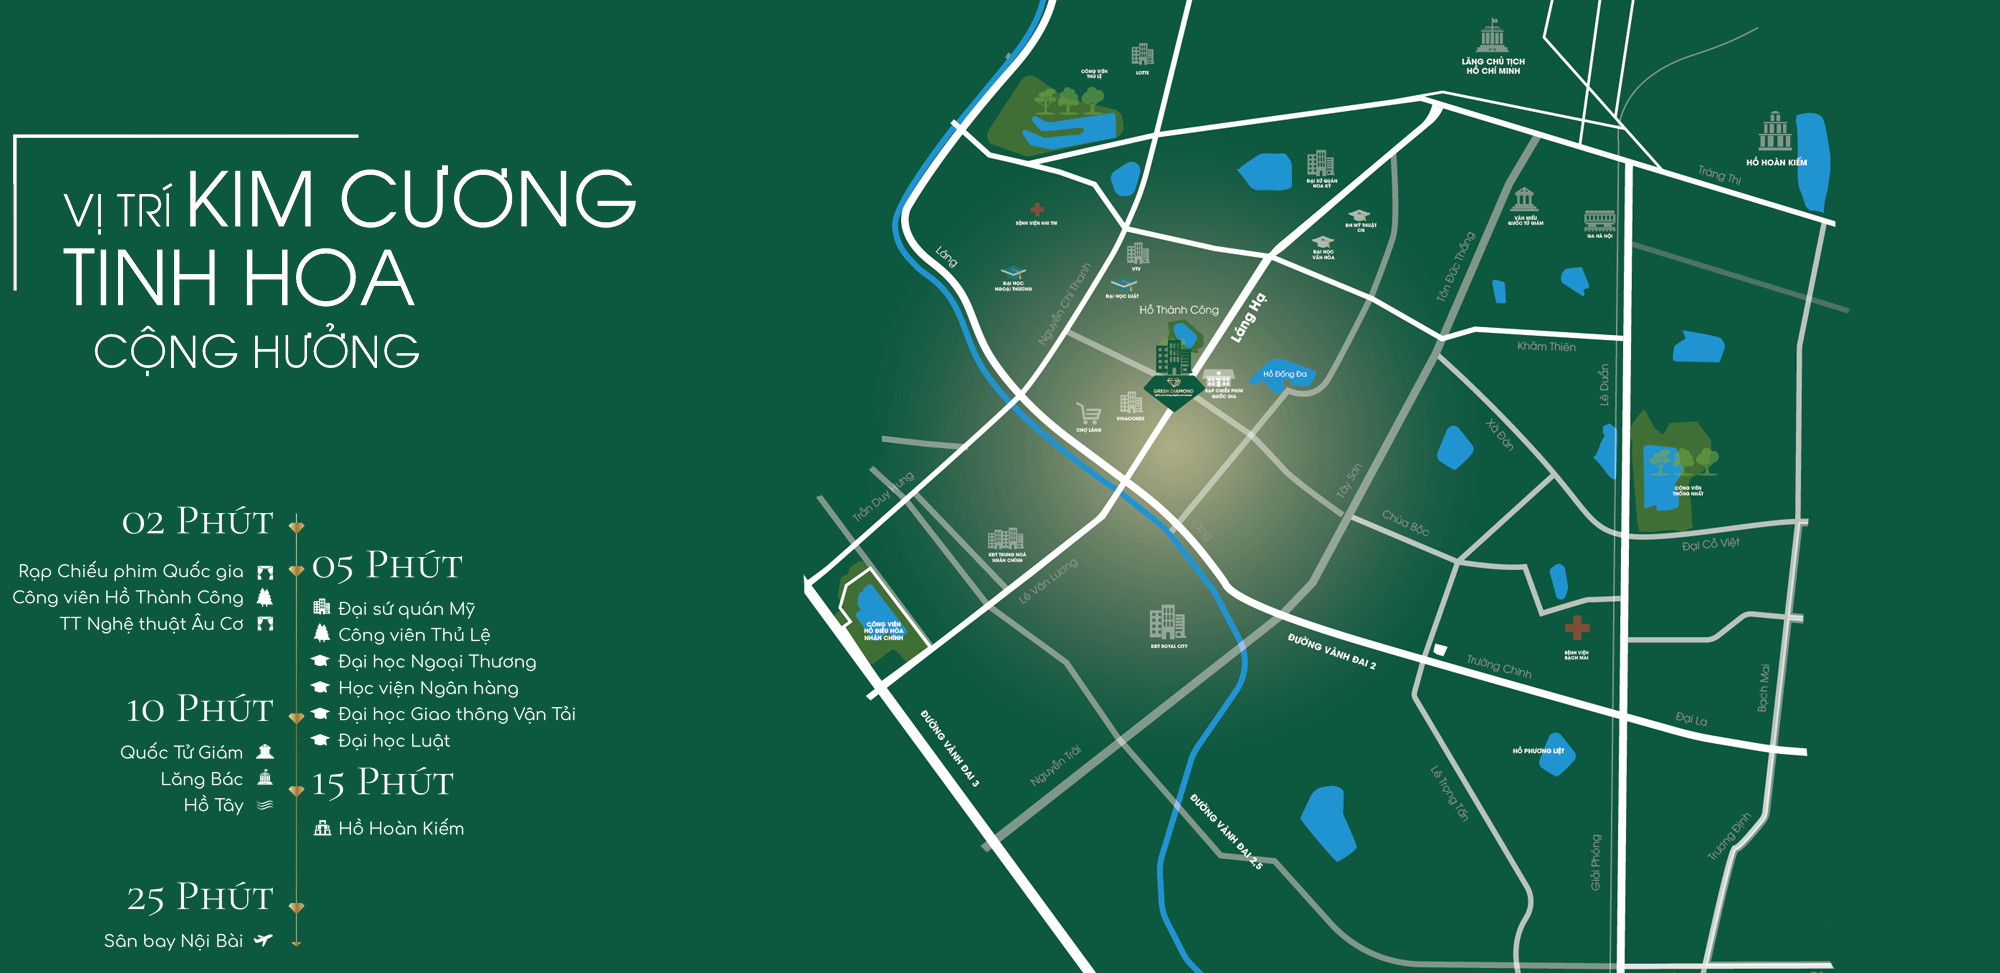 VỊ TRÍ KIM CƯƠNG
TINH HOA
CỘNG HƯỞNG
02 PHÚT
Rạp Chiếu phim Quốc gia
Công viên Hồ Thành Công
TT Nghệ thuật Âu Cơ
05 PHÚT
Đại sứ quán Mỹ
Công viên Thủ Lệ
Đại học Ngoại Thương
Học viện Ngân hàng
Đại học Giao thông Vận Tải
Đại học Luật
10 PHÚT
Quốc Tử Giám
Lăng Bác
Hồ Tây
15 PHÚT
Hồ Hoàn Kiếm
25 PHÚT
Sân bay Nội Bài
CÔNG VIÊN
THỦ LỆ
LOTTE
LĂNG CHỦ TỊCH
HỒ CHÍ MINH
HỒ HOÀN KIẾM
Tràng Thi
ĐẠI SỨ QUÁN
HOA KỲ
BỆNH VIỆN NHI TW
ĐH MỸ THUẬT
CN
VĂN MIẾU
QUỐC TỬ GIÁM
GA HÀ NỘI
ĐẠI HỌC
VĂN HÓA
Láng
VTV
ĐẠI HỌC
NGOẠI THƯƠNG
ĐẠI HỌC LUẬT
Nguyễn Chí Thanh
Tôn Đức Thắng
Hồ Thành Công
Láng Hạ
Khâm Thiên
Hồ Đống Đa
GREEN DIAMOND
RẠP CHIẾU PHIM
QUỐC GIA
Lê Duẩn
VINACONEX
CHỢ LÁNG
Xã Đàn
Tây Sơn
CÔNG VIÊN
THỐNG NHẤT
Trần Duy Hưng
Láng
Chùa Bộc
Đại Cồ Việt
KĐT TRUNG HOÀ
NHÂN CHÍNH
Lê Văn Lương
CÔNG VIÊN
HỒ ĐIỀU HÒA
NHÂN CHÍNH
KĐT ROYAL CITY
ĐƯỜNG VÀNH ĐAI 2
BỆNH VIỆN
BẠCH MAI
Trường Chinh
Bạch Mai
Đại La
ĐƯỜNG VÀNH ĐAI 3
Nguyễn Trãi
HỒ PHƯƠNG LIỆT
Lê Trọng Tấn
ĐƯỜNG VÀNH ĐAI 2,5
Trương Định
Giải Phóng